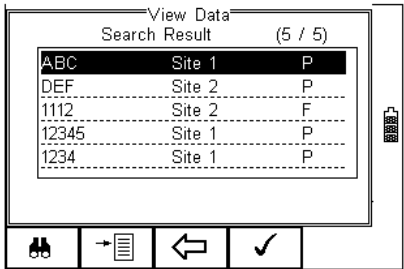 View Data
Search Result (5 / 5)
ABC Site 1 P
DEF Site 2 P
1112 Site 2 F
12345 Site 1 P
1234 Site 1 P